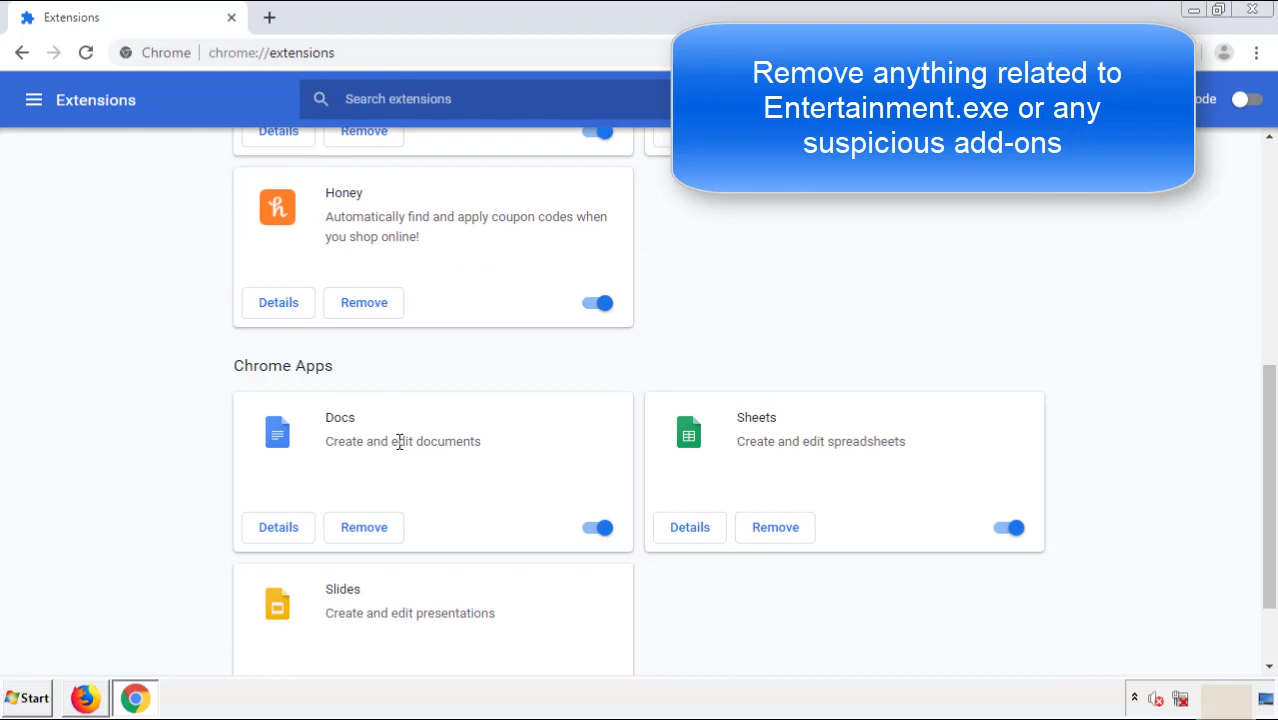 Extensions
Chrome
chrome://extensions
Remove anything related to
Entertainment.exe or any
suspicious add-ons
Extensions
Search extensions
ode
Details
Remove
Honey
Automatically find and apply coupon codes when
you shop online!
Details
Remove
Chrome Apps
Docs
Create and edit documents
Details
Remove
Sheets
Create and edit spreadsheets
Details
Remove
Slides
Create and edit presentations
Start